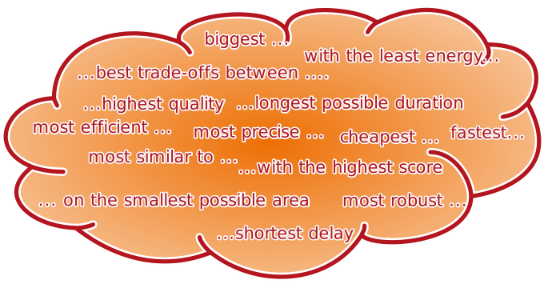 biggest ...
with the least energy...
...best trade-offs between ....
...highest quality
...longest possible duration
most efficient ...
most precise ...
cheapest ...
fastest...
most similar to ...
...with the highest score
... on the smallest possible area
most robust ...
...shortest delay